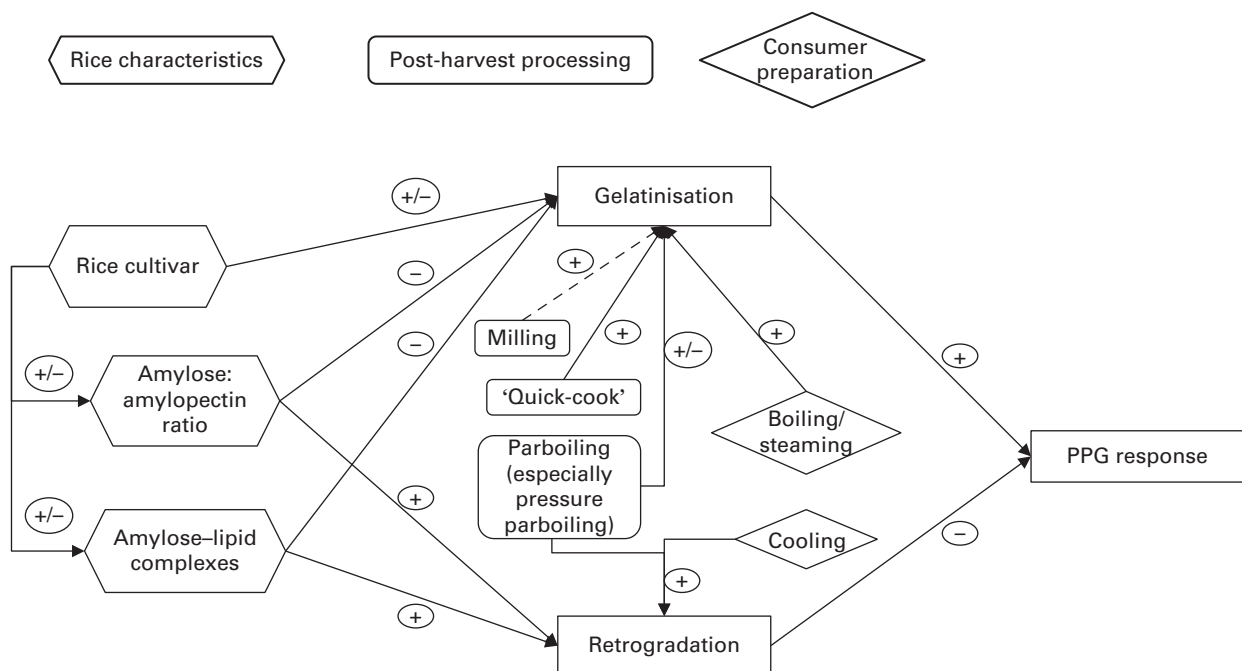 Rice characteristics
Post-harvest processing
Consumer
preparation
Gelatinisation
+/−
Rice cultivar
+
−
Milling
−
+
+/−
+
+
+/−
Amylose:
amylopectin
ratio
'Quick-cook'
Boiling/
steaming
Parboiling
(especially
pressure
parboiling)
PPG response
+/−
+
Amylose–lipid
complexes
Cooling
−
+
+
Retrogradation